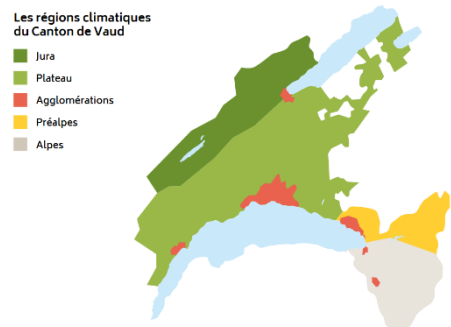 Les régions climatiques
du Canton de Vaud
Jura
Plateau
Agglomérations
Préalpes
Alpes